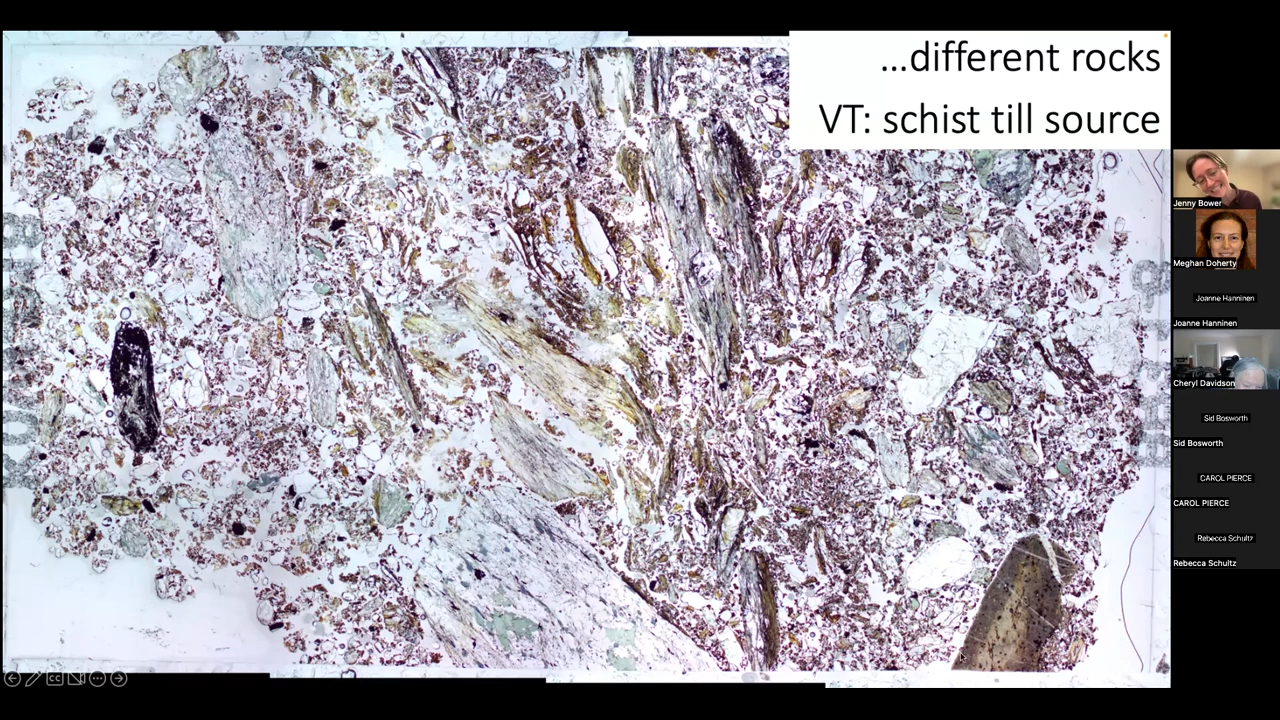 ...different rocks
VT: schist till source
Jenny Bower
Meghan Doherty
Joanne Hanninen
Joanne Hanninen
Cheryl Davidson
Sid Bosworth
Sid Bosworth
CAROL PIERCE
CAROL PIERCE
Rebecca Schultz
Rebecca Schultz
CC